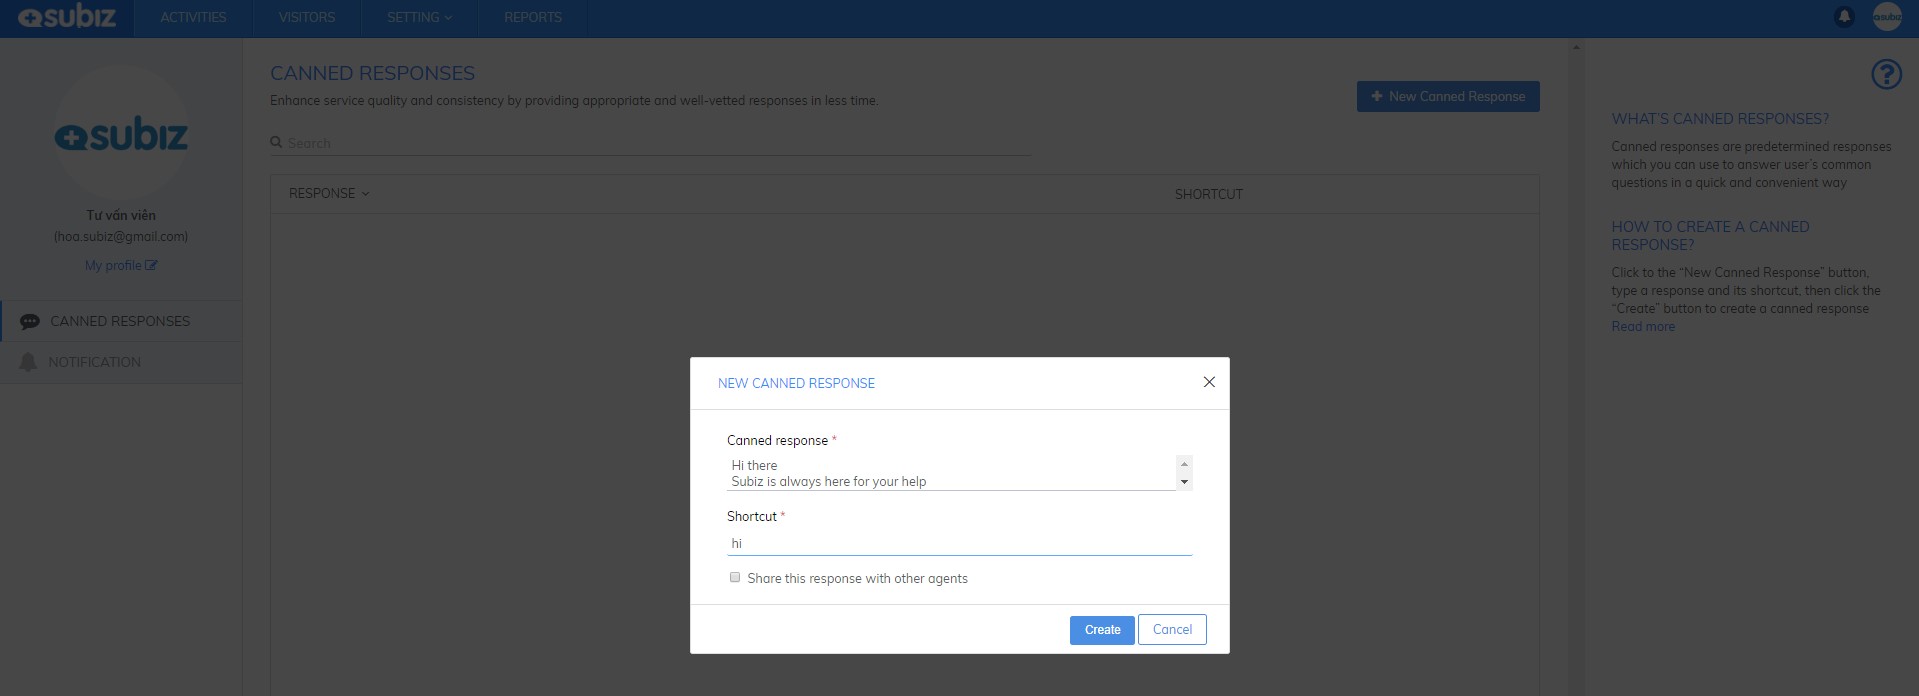 subiz
ACTIVITIES
VISITORS
SETTING
REPORTS
subiz
subiz
Tư vấn viên
(hoa.subiz@gmail.com)
My profile
CANNED RESPONSES
NOTIFICATION
CANNED RESPONSES
Enhance service quality and consistency by providing appropriate and well-vetted responses in less time.
+ New Canned Response
Search
RESPONSE
SHORTCUT
?
WHAT'S CANNED RESPONSES?
Canned responses are predetermined responses
which you can use to answer user's common
questions in a quick and convenient way
HOW TO CREATE A CANNED
RESPONSE?
Click to the “New Canned Response” button,
type a response and its shortcut, then click the
“Create” button to create a canned response
Read more
NEW CANNED RESPONSE
Canned response *
Hi there
Subiz is always here for your help
Shortcut *
hi
Share this response with other agents
Create
Cancel